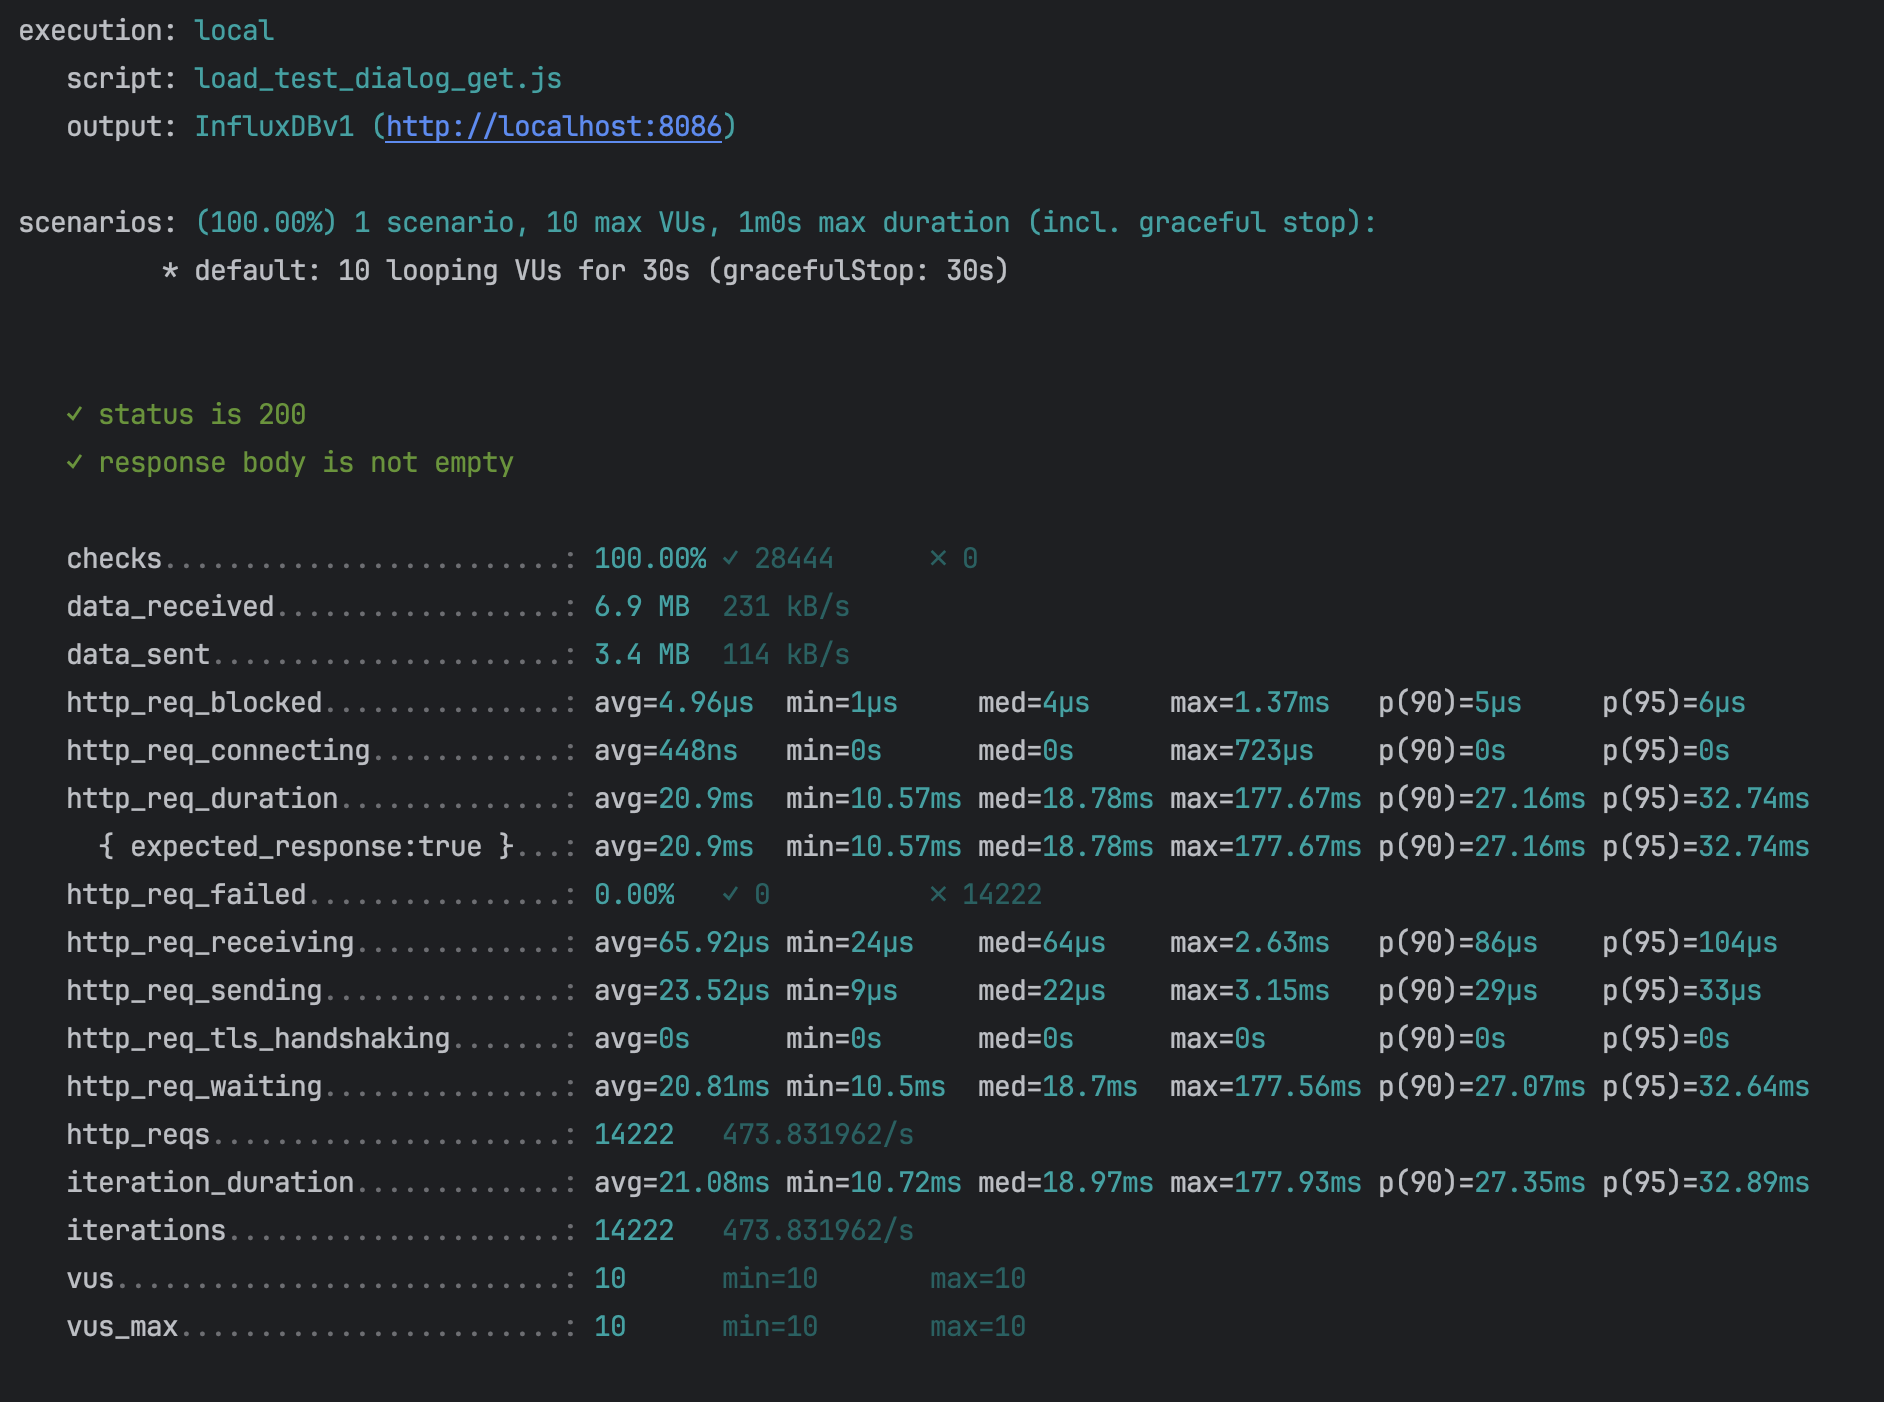 execution: local
script: load_test_dialog_get.js
output: InfluxDBv1 (http://localhost:8086)
scenarios: (100.00%) 1 scenario, 10 max VUs, 1m0s max duration (incl. graceful stop):
* default: 10 looping VUs for 30s (gracefulStop: 30s)
✓ status is 200
✓ response body is not empty
checks.........................: 100.00% ✓ 28444 ✗ 0
data_received..................: 6.9 MB 231 kB/s
data_sent......................: 3.4 MB 114 kB/s
http_req_blocked...............: avg=4.96µs min=1µs med=4µs max=1.37ms p(90)=5µs p(95)=6µs
http_req_connecting............: avg=448ns min=0s med=0s max=723µs p(90)=0s p(95)=0s
http_req_duration..............: avg=20.9ms min=10.57ms med=18.78ms max=177.67ms p(90)=27.16ms p(95)=32.74ms
{ expected_response:true }...: avg=20.9ms min=10.57ms med=18.78ms max=177.67ms p(90)=27.16ms p(95)=32.74ms
http_req_failed................: 0.00% ✓ 0 ✗ 14222
http_req_receiving.............: avg=65.92µs min=24µs med=64µs max=2.63ms p(90)=86µs p(95)=104µs
http_req_sending...............: avg=23.52µs min=9µs med=22µs max=3.15ms p(90)=29µs p(95)=33µs
http_req_tls_handshaking.......: avg=0s min=0s med=0s max=0s p(90)=0s p(95)=0s
http_req_waiting...............: avg=20.81ms min=10.5ms med=18.7ms max=177.56ms p(90)=27.07ms p(95)=32.64ms
http_reqs......................: 14222 473.831962/s
iteration_duration.............: avg=21.08ms min=10.72ms med=18.97ms max=177.93ms p(90)=27.35ms p(95)=32.89ms
iterations.....................: 14222 473.831962/s
vus............................: 10 min=10 max=10
vus_max........................: 10 min=10 max=10